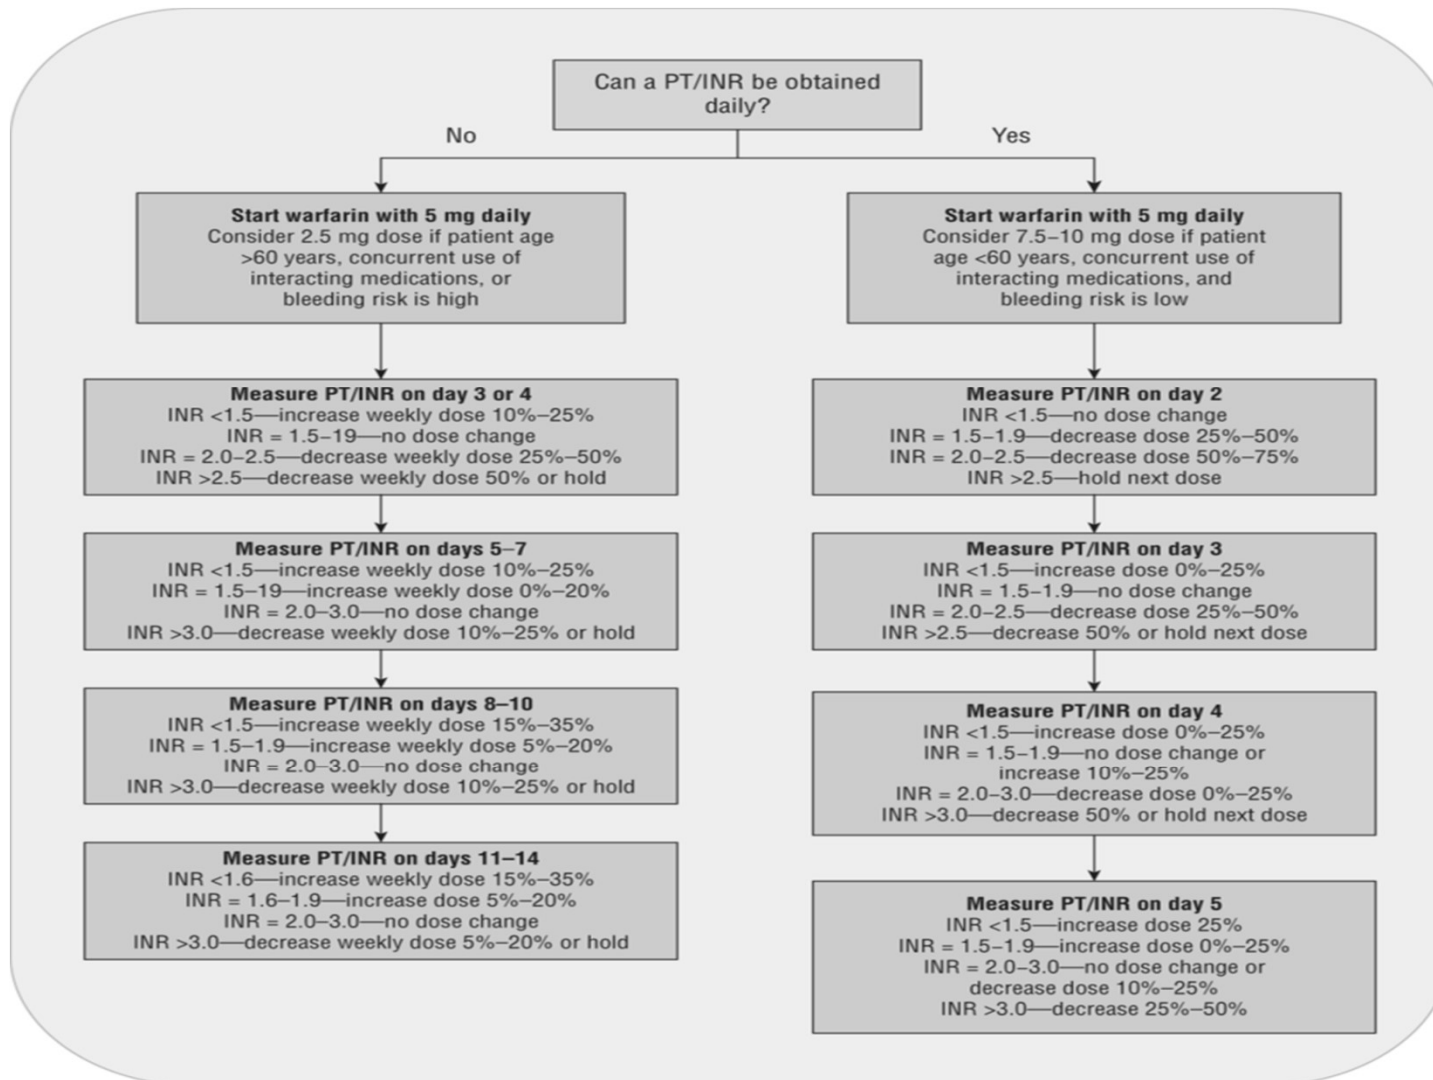 Can a PT/INR be obtained
daily?
No
Yes
Start warfarin with 5 mg daily
Consider 2.5 mg dose if patient age
>60 years, concurrent use of
interacting medications, or
bleeding risk is high
Measure PT/INR on day 3 or 4
INR <1.5—increase weekly dose 10%–25%
INR = 1.5–19—no dose change
INR = 2.0–2.5—decrease weekly dose 25%–50%
INR >2.5—decrease weekly dose 50% or hold
Measure PT/INR on days 5–7
INR <1.5—increase weekly dose 10%–25%
INR = 1.5–19—increase weekly dose 0%–20%
INR = 2.0–3.0—no dose change
INR >3.0—decrease weekly dose 10%–25% or hold
Measure PT/INR on days 8–10
INR <1.5—increase weekly dose 15%–35%
INR = 1.5–1.9—increase weekly dose 5%–20%
INR = 2.0–3.0—no dose change
INR >3.0—decrease weekly dose 10%–25% or hold
Measure PT/INR on days 11–14
INR <1.6—increase weekly dose 15%–35%
INR = 1.6–1.9—increase dose 5%–20%
INR = 2.0–3.0—no dose change
INR >3.0—decrease weekly dose 5%–20% or hold
Start warfarin with 5 mg daily
Consider 7.5–10 mg dose if patient
age <60 years, concurrent use of
interacting medications, and
bleeding risk is low
Measure PT/INR on day 2
INR <1.5—no dose change
INR = 1.5–1.9—decrease dose 25%–50%
INR = 2.0–2.5—decrease dose 50%–75%
INR >2.5—hold next dose
Measure PT/INR on day 3
INR <1.5—increase dose 0%–25%
INR = 1.5–1.9—no dose change
INR = 2.0–2.5—decrease dose 25%–50%
INR >2.5—decrease 50% or hold next dose
Measure PT/INR on day 4
INR <1.5—increase dose 0%–25%
INR = 1.5–1.9—no dose change or
increase 10%–25%
INR = 2.0–3.0—decrease dose 0%–25%
INR >3.0—decrease 50% or hold next dose
Measure PT/INR on day 5
INR <1.5—increase dose 25%
INR = 1.5–1.9—increase dose 0%–25%
INR = 2.0–3.0—no dose change or
decrease dose 10%–25%
INR >3.0—decrease 25%–50%